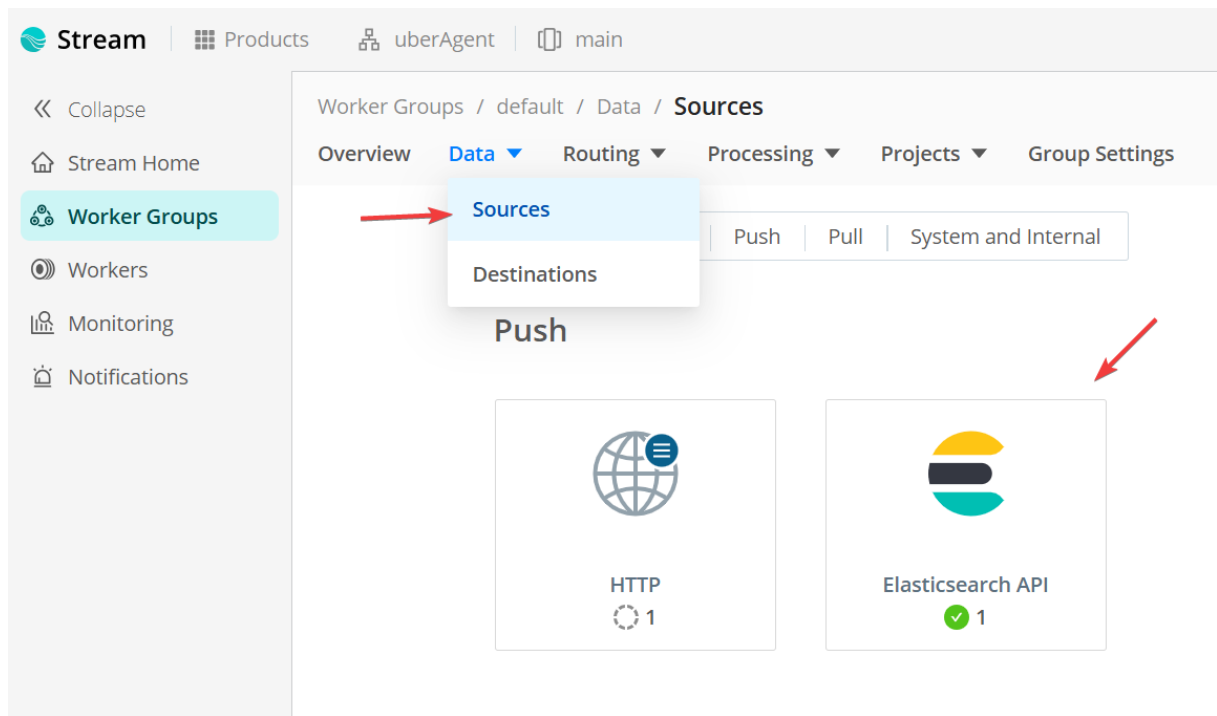 Stream Products uberAgent main
Collapse
Stream Home
Worker Groups
Workers
Monitoring
Notifications
Worker Groups / default / Data / Sources
Overview Data Routing Processing Projects Group Settings
Sources
Destinations
Push Pull System and Internal
Push
HTTP
1
Elasticsearch API
1